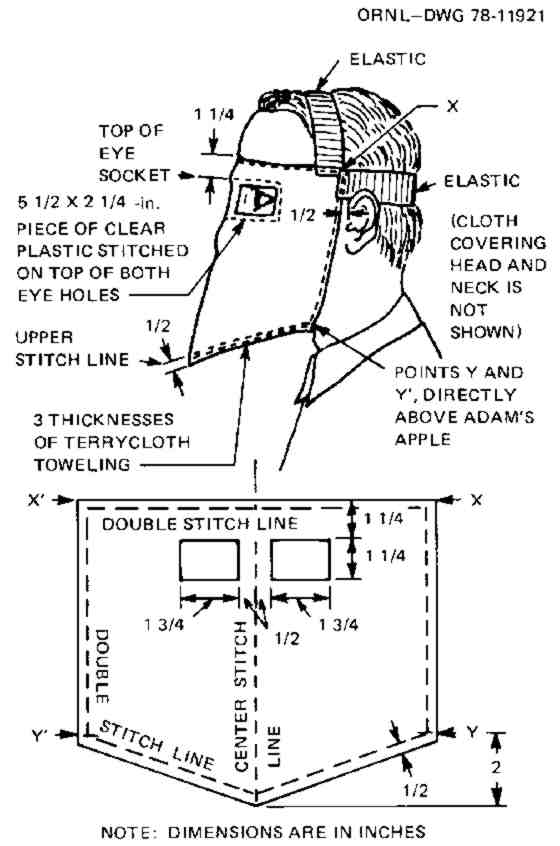 ORNL–DWG 78-11921
ELASTIC
1 1/4
X
TOP OF
EYE
SOCKET
ELASTIC
5 1/2 X 2 1/4 -in.
PIECE OF CLEAR
PLASTIC STITCHED
ON TOP OF BOTH
EYE HOLES
1/2
(CLOTH
COVERING
HEAD AND
NECK IS
NOT
SHOWN)
1/2
UPPER
STITCH LINE
POINTS Y AND
Y', DIRECTLY
ABOVE ADAM'S
APPLE
3 THICKNESSES
OF TERRYCLOTH
TOWELING
X'
X
DOUBLE STITCH LINE
1 1/4
1 1/4
1 3/4
1/2
1 3/4
DOUBLE
STITCH LINE
CENTER STITCH
LINE
Y'
Y
2
1/2
NOTE: DIMENSIONS ARE IN INCHES